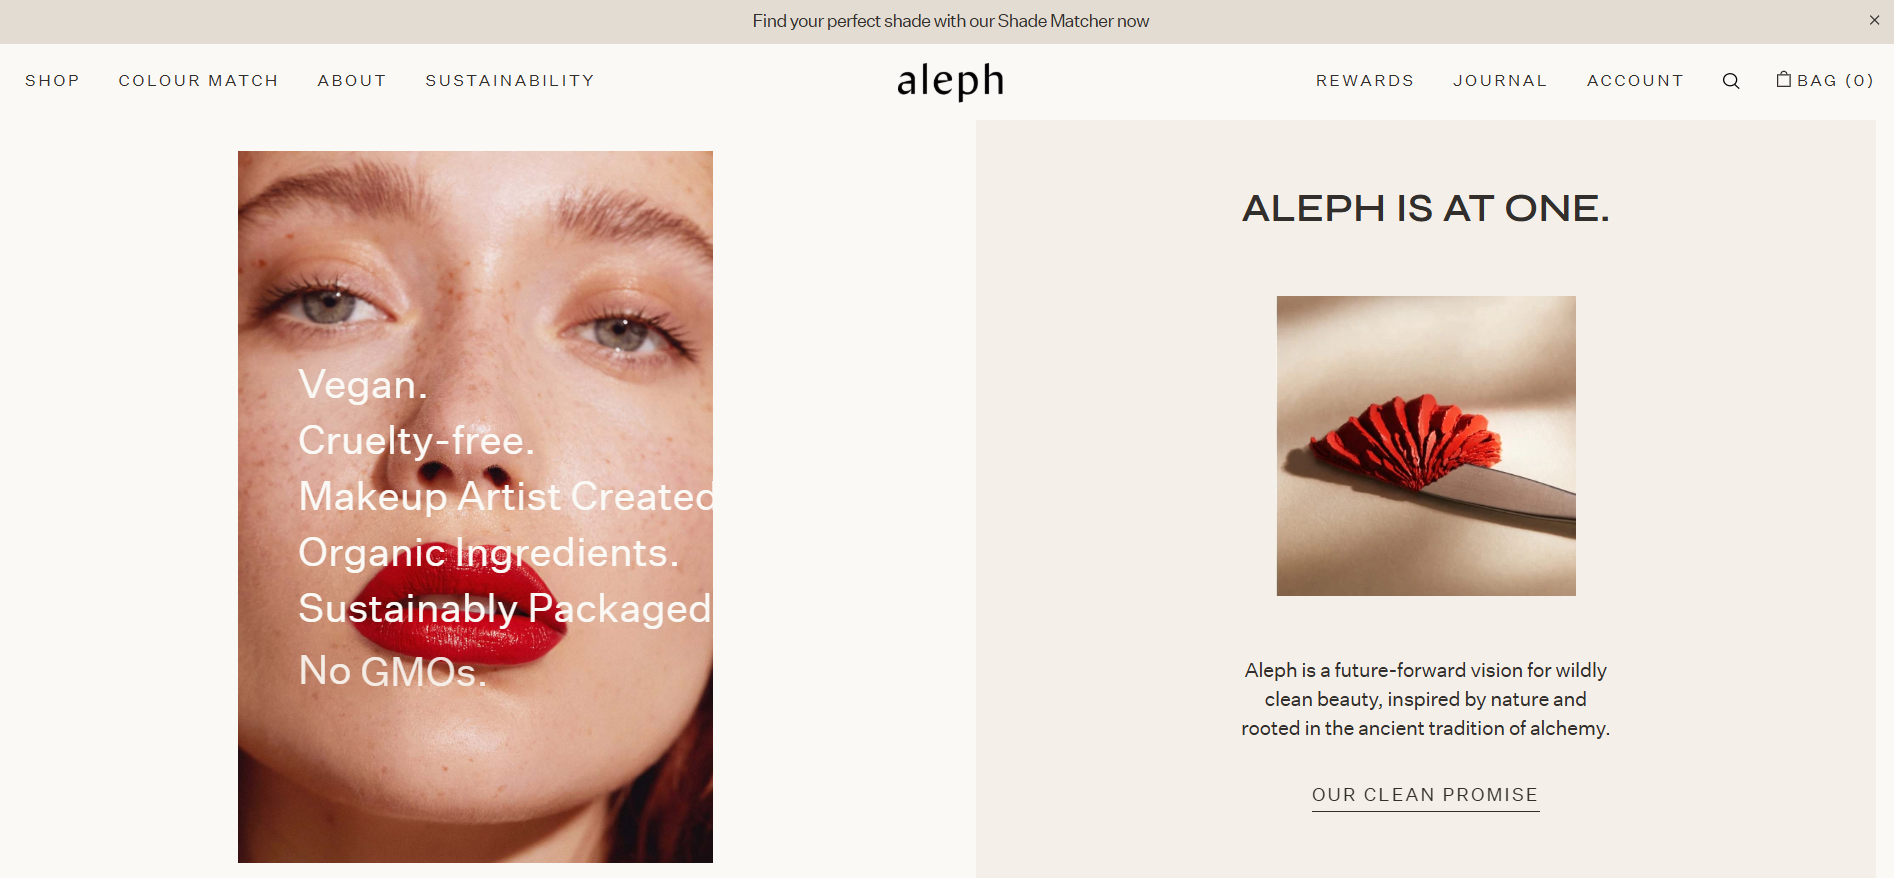 Find your perfect shade with our Shade Matcher now
SHOP COLOUR MATCH ABOUT SUSTAINABILITY
aleph
REWARDS JOURNAL ACCOUNT BAG (0)
Vegan.
Cruelty-free.
Makeup Artist Created
Organic Ingredients.
Sustainably Packaged
No GMOs.
ALEPH IS AT ONE.
Aleph is a future-forward vision for wildly
clean beauty, inspired by nature and
rooted in the ancient tradition of alchemy.
OUR CLEAN PROMISE